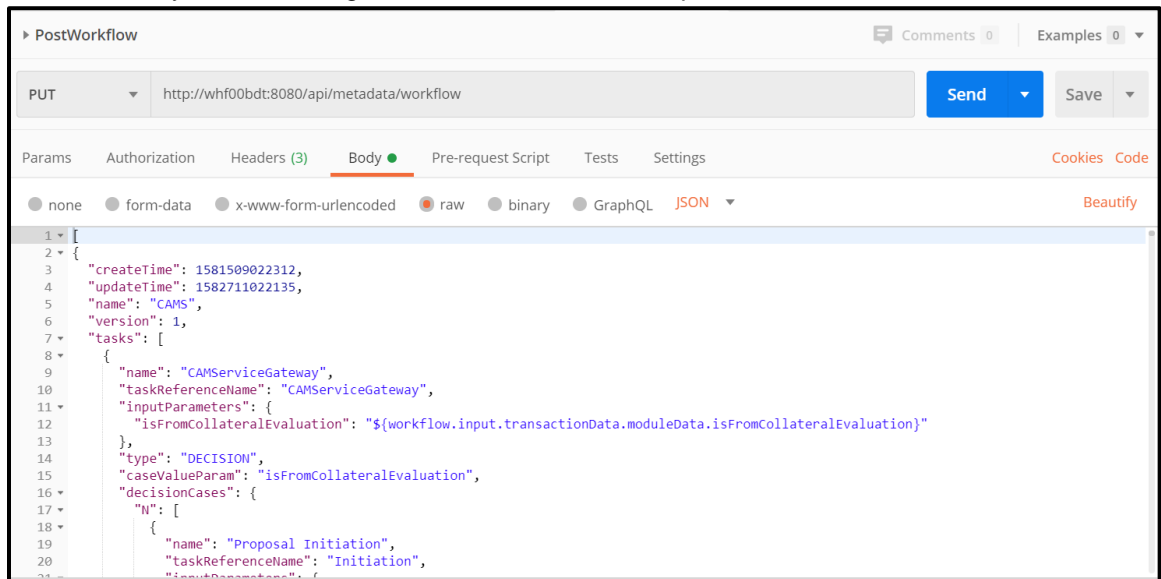 PostWorkflow Comments 0 Examples 0
PUT http://whf00bdt:8080/api/metadata/workflow Send Save
Params Authorization Headers (3) Body Pre-request Script Tests Settings Cookies Code
none form-data x-www-form-urlencoded raw binary GraphQL JSON Beautify
1 [
2 {
3 "createTime": 1581509022312,
4 "updateTime": 1582711022135,
5 "name": "CAMS",
6 "version": 1,
7 "tasks": [
8 {
9 "name": "CAMServiceGateway",
10 "taskReferenceName": "CAMServiceGateway",
11 "inputParameters": {
12 "isFromCollateralEvaluation": "${workflow.input.transactionData.moduleData.isFromCollateralEvaluation}"
13 },
14 "type": "DECISION",
15 "caseValueParam": "isFromCollateralEvaluation",
16 "decisionCases": {
17 "N": [
18 {
19 "name": "Proposal Initiation",
20 "taskReferenceName": "Initiation",
21 "inputParameters": {